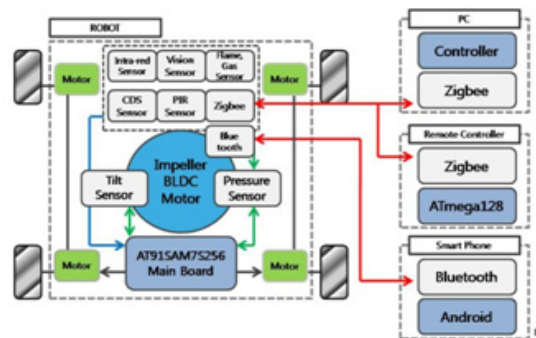 ROBOT
Intra-red
Sensor
Vision
Sensor
Flame,
Gas
Sensor
Motor
Motor
CDS
Sensor
PIR
Sensor
Zigbee
Blue
tooth
Impeller
BLDC
Motor
Tilt
Sensor
Pressure
Sensor
Motor
AT91SAM7S256
Main Board
Motor
PC
Controller
Zigbee
Remote Controller
Zigbee
ATmega128
Smart Phone
Bluetooth
Android